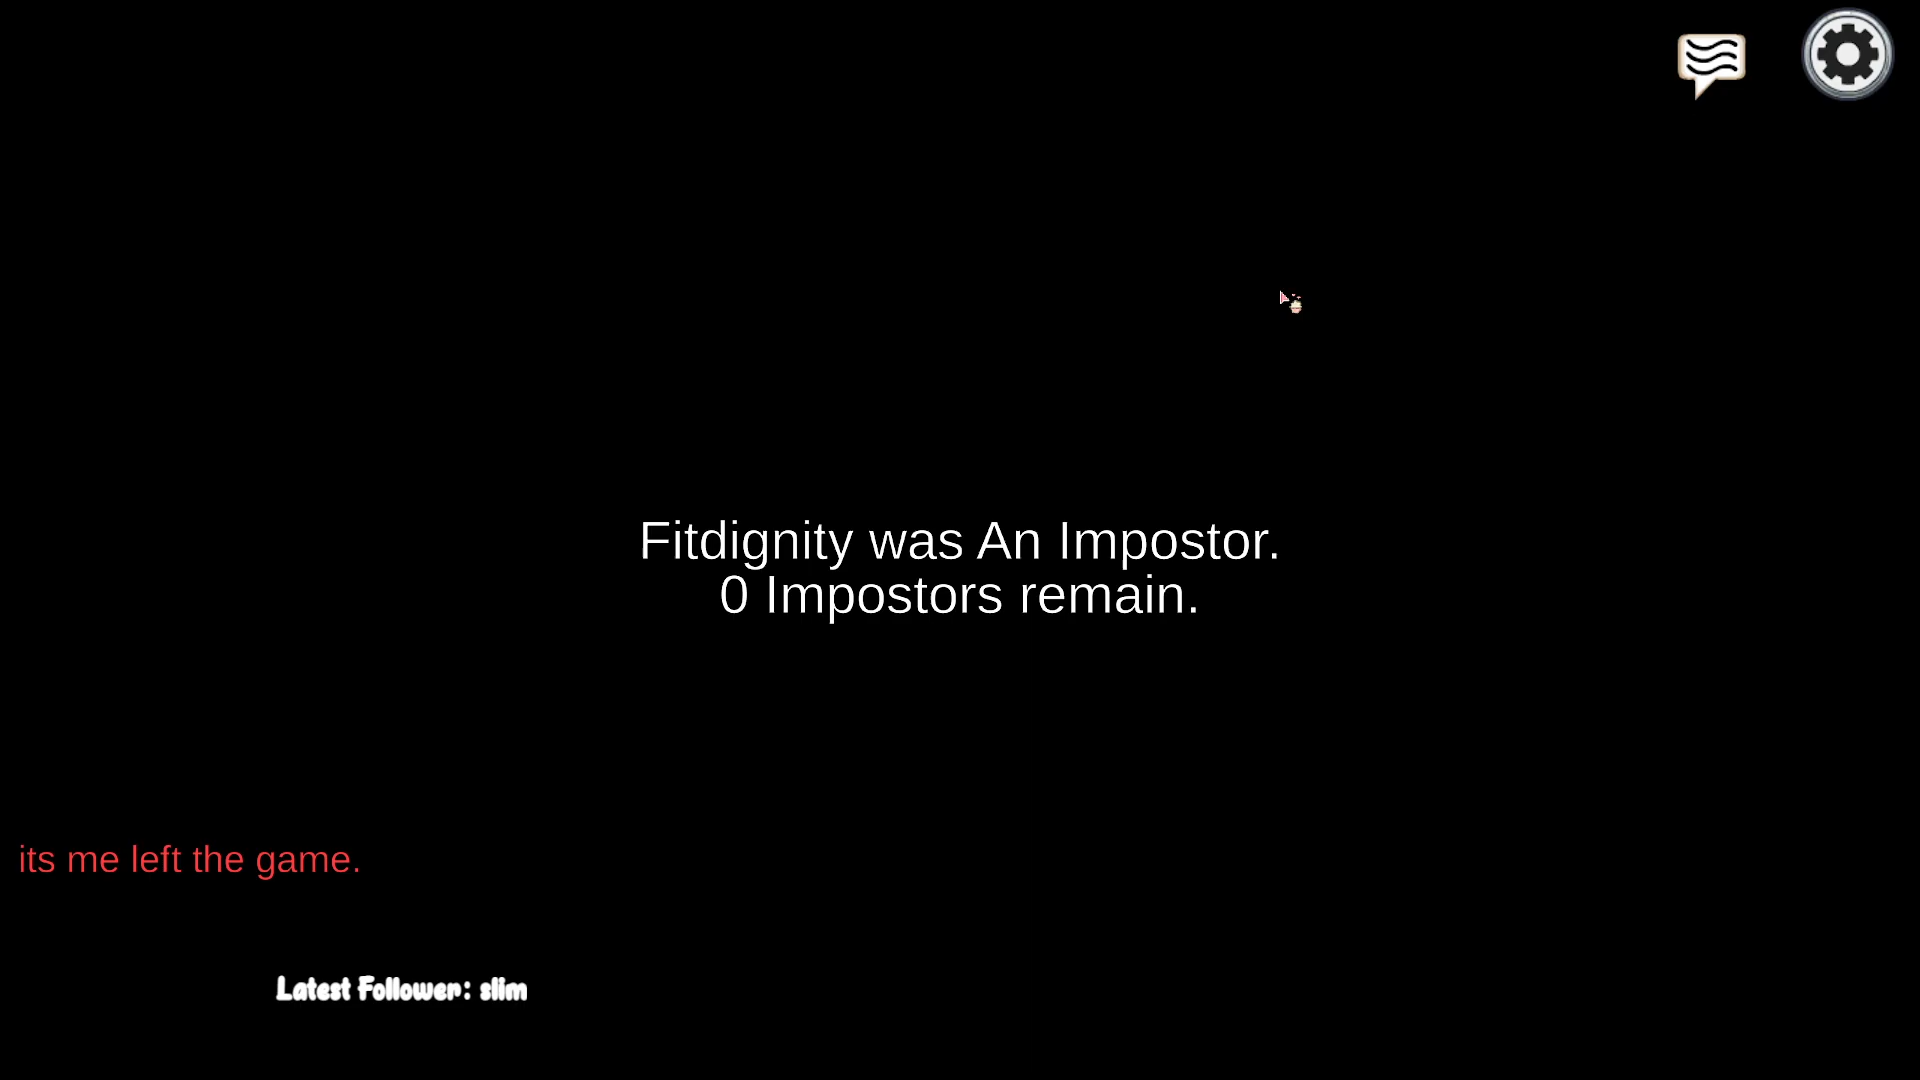 Fitdignity was An Impostor.
0 Impostors remain.
its me left the game.
Latest Follower: slim